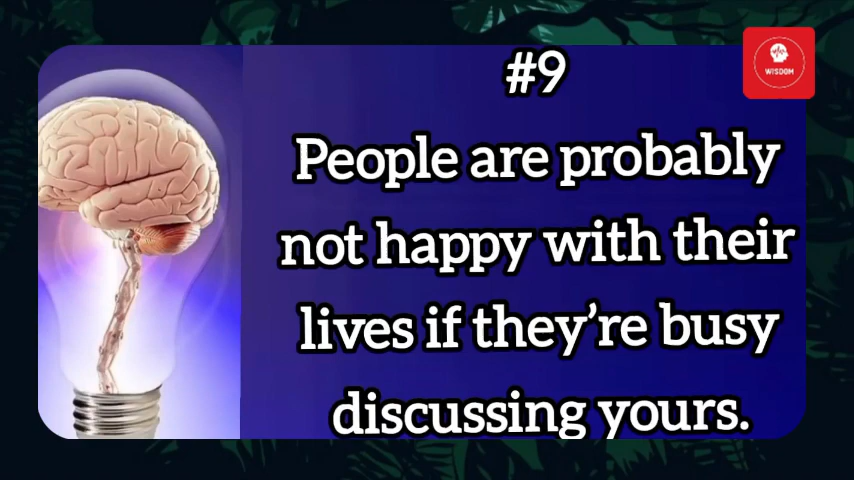 #9
WISDOM
People are probably
not happy with their
lives if they’re busy
discussing yours.